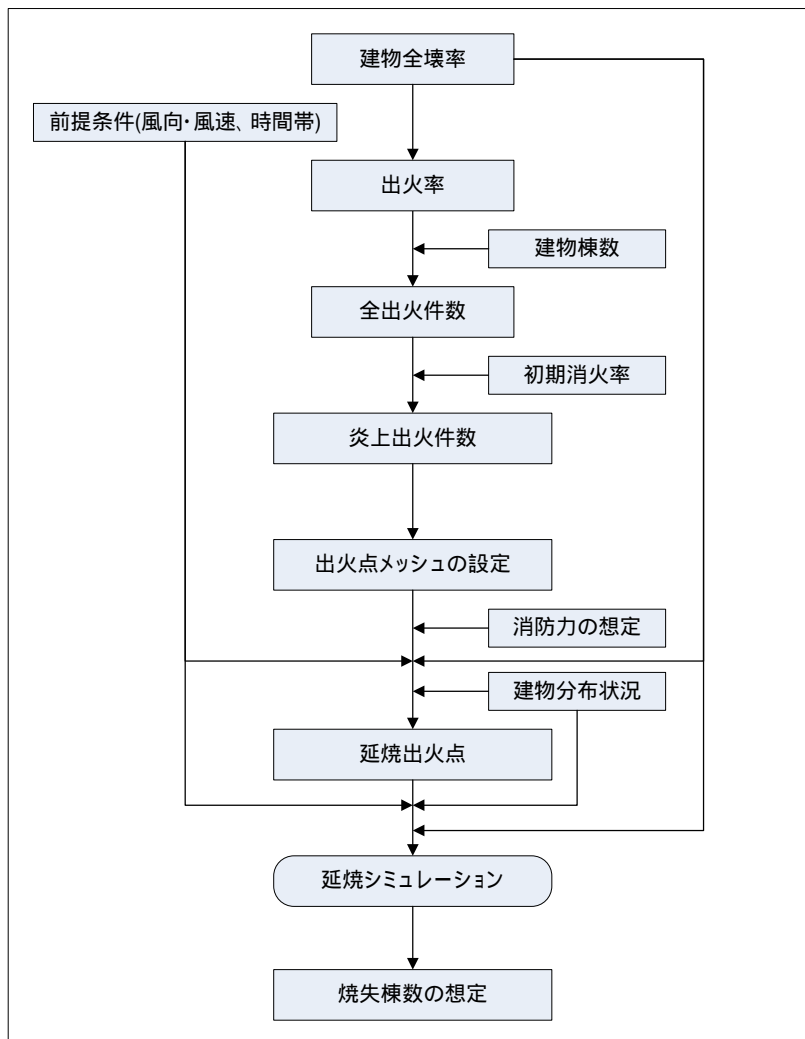 建物全壊率
前提条件(風向・風速、時間帯)
出火率
建物棟数
全出火件数
初期消火率
炎上出火件数
出火点メッシュの設定
消防力の想定
建物分布状況
延焼出火点
延焼シミュレーション
焼失棟数の想定